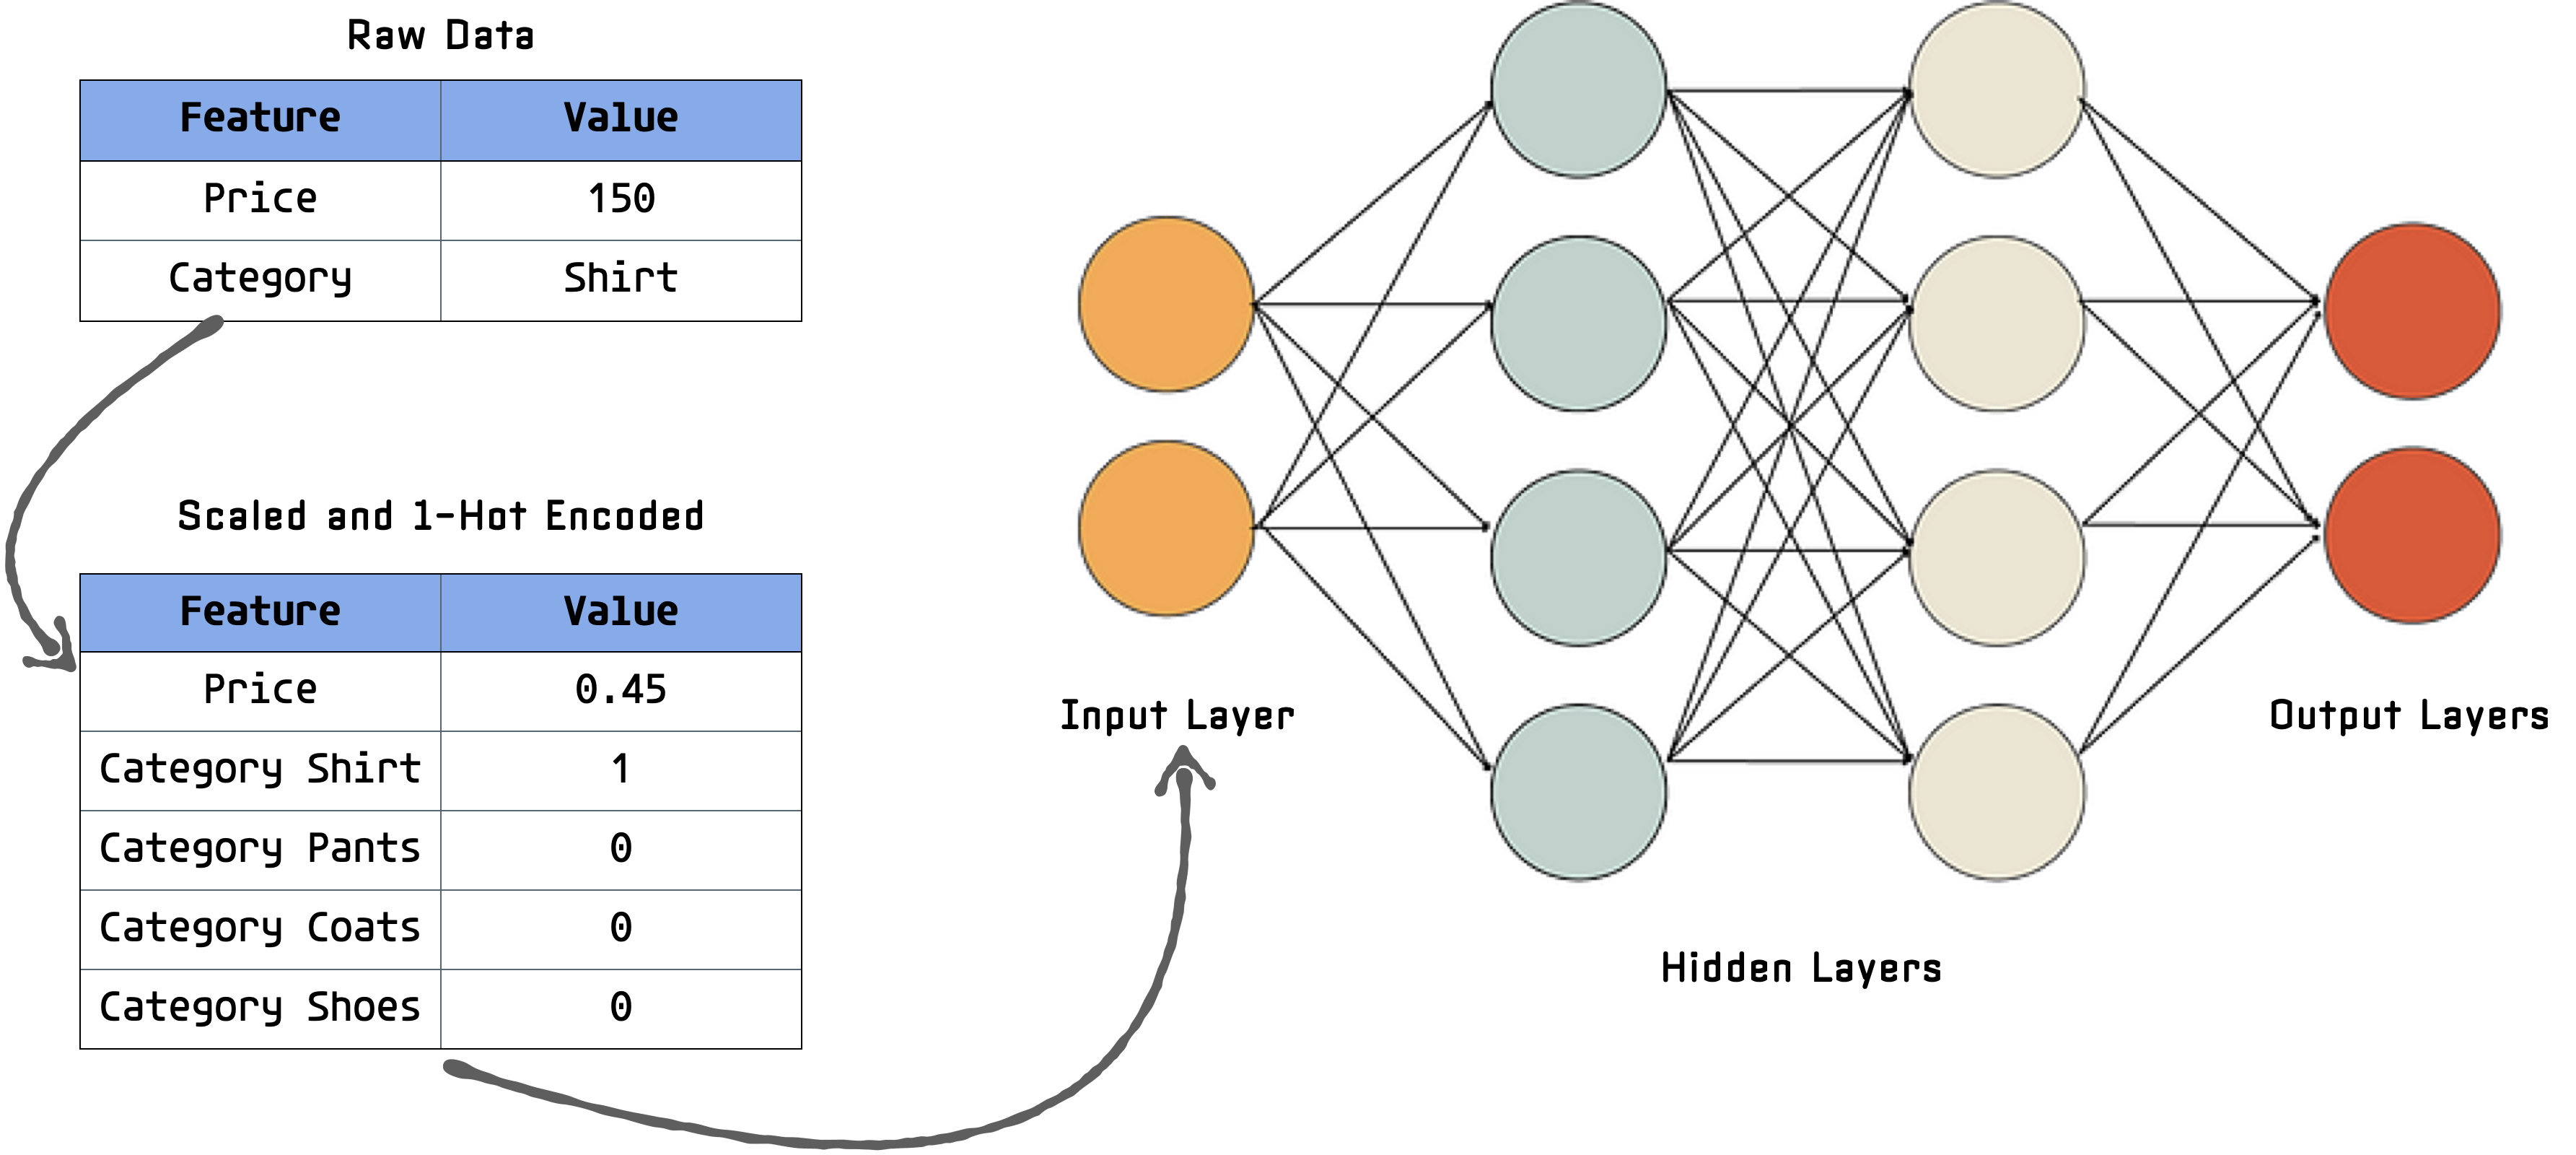 Raw Data
Feature Value
Price 150
Category Shirt
Scaled and 1-Hot Encoded
Feature Value
Price 0.45
Category Shirt 1
Category Pants 0
Category Coats 0
Category Shoes 0
Input Layer
Hidden Layers
Output Layers